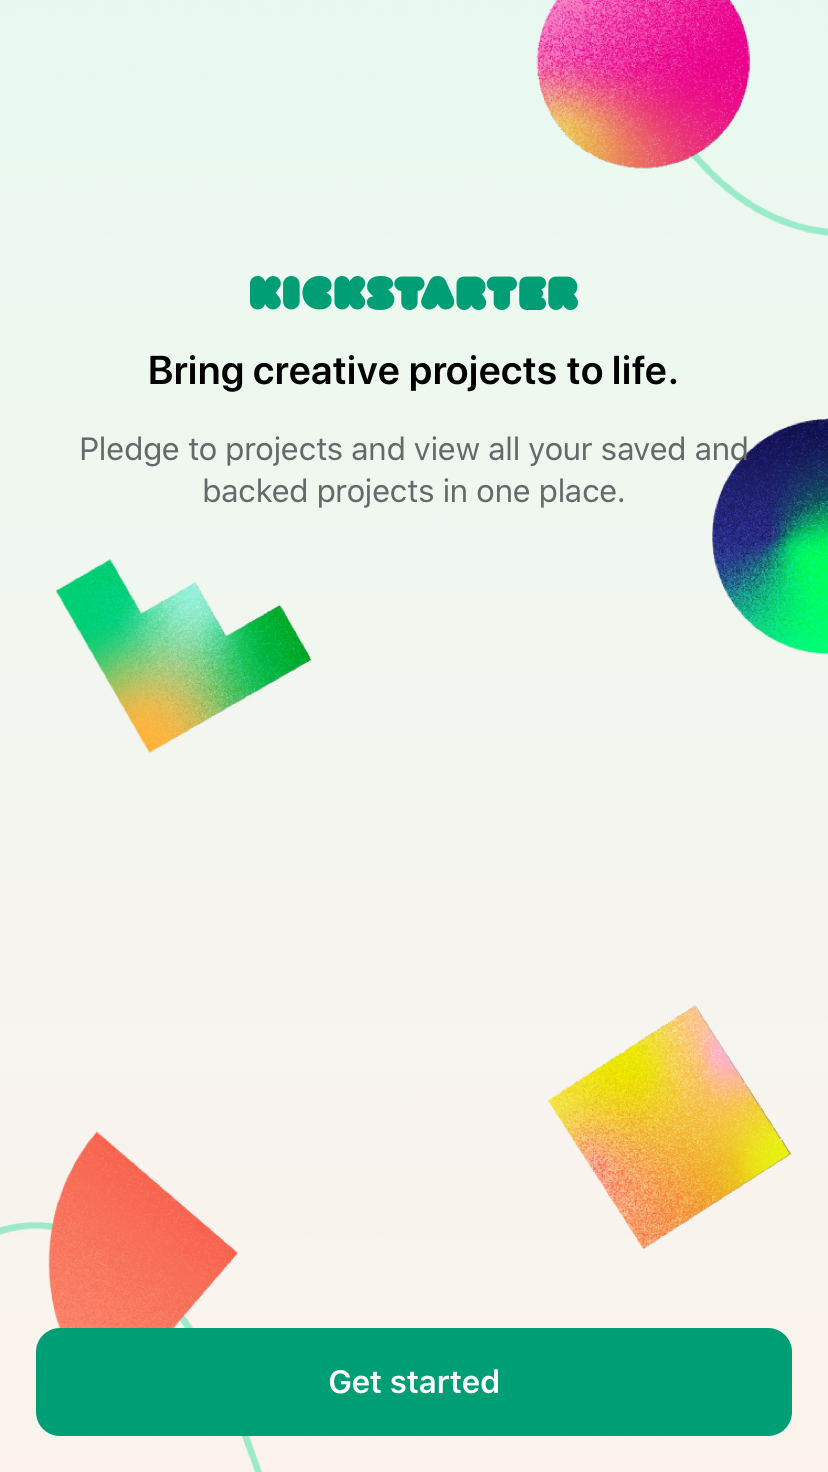 KICKSTARTER
Bring creative projects to life.
Pledge to projects and view all your saved and
backed projects in one place.
Get started